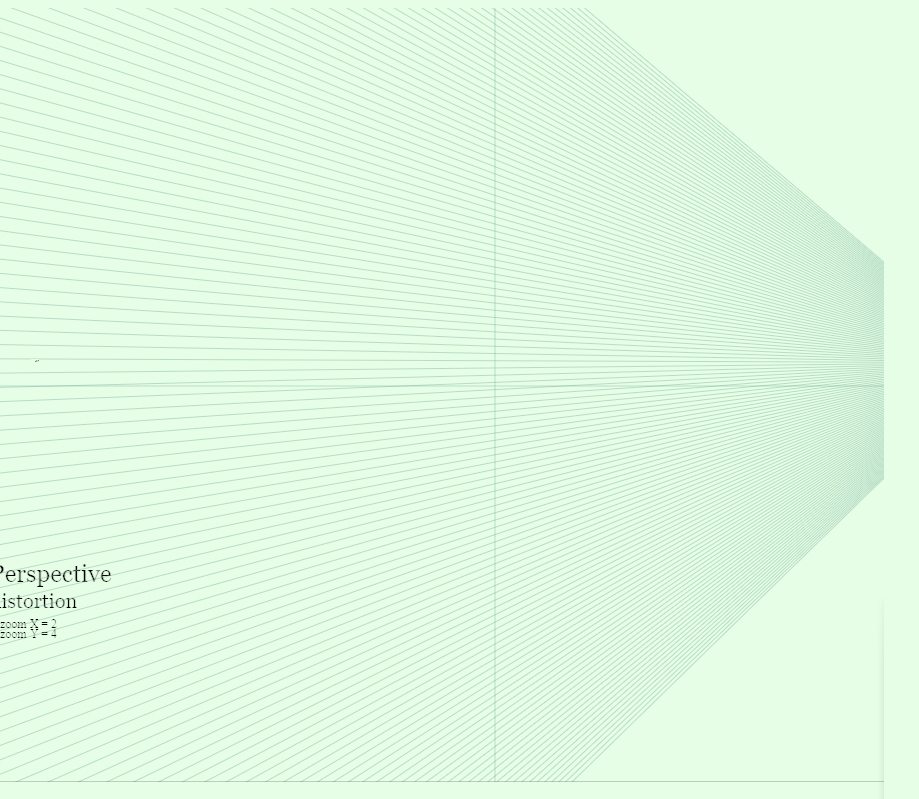 Perspective
istortion
zoom X = 2
zoom Y = 4